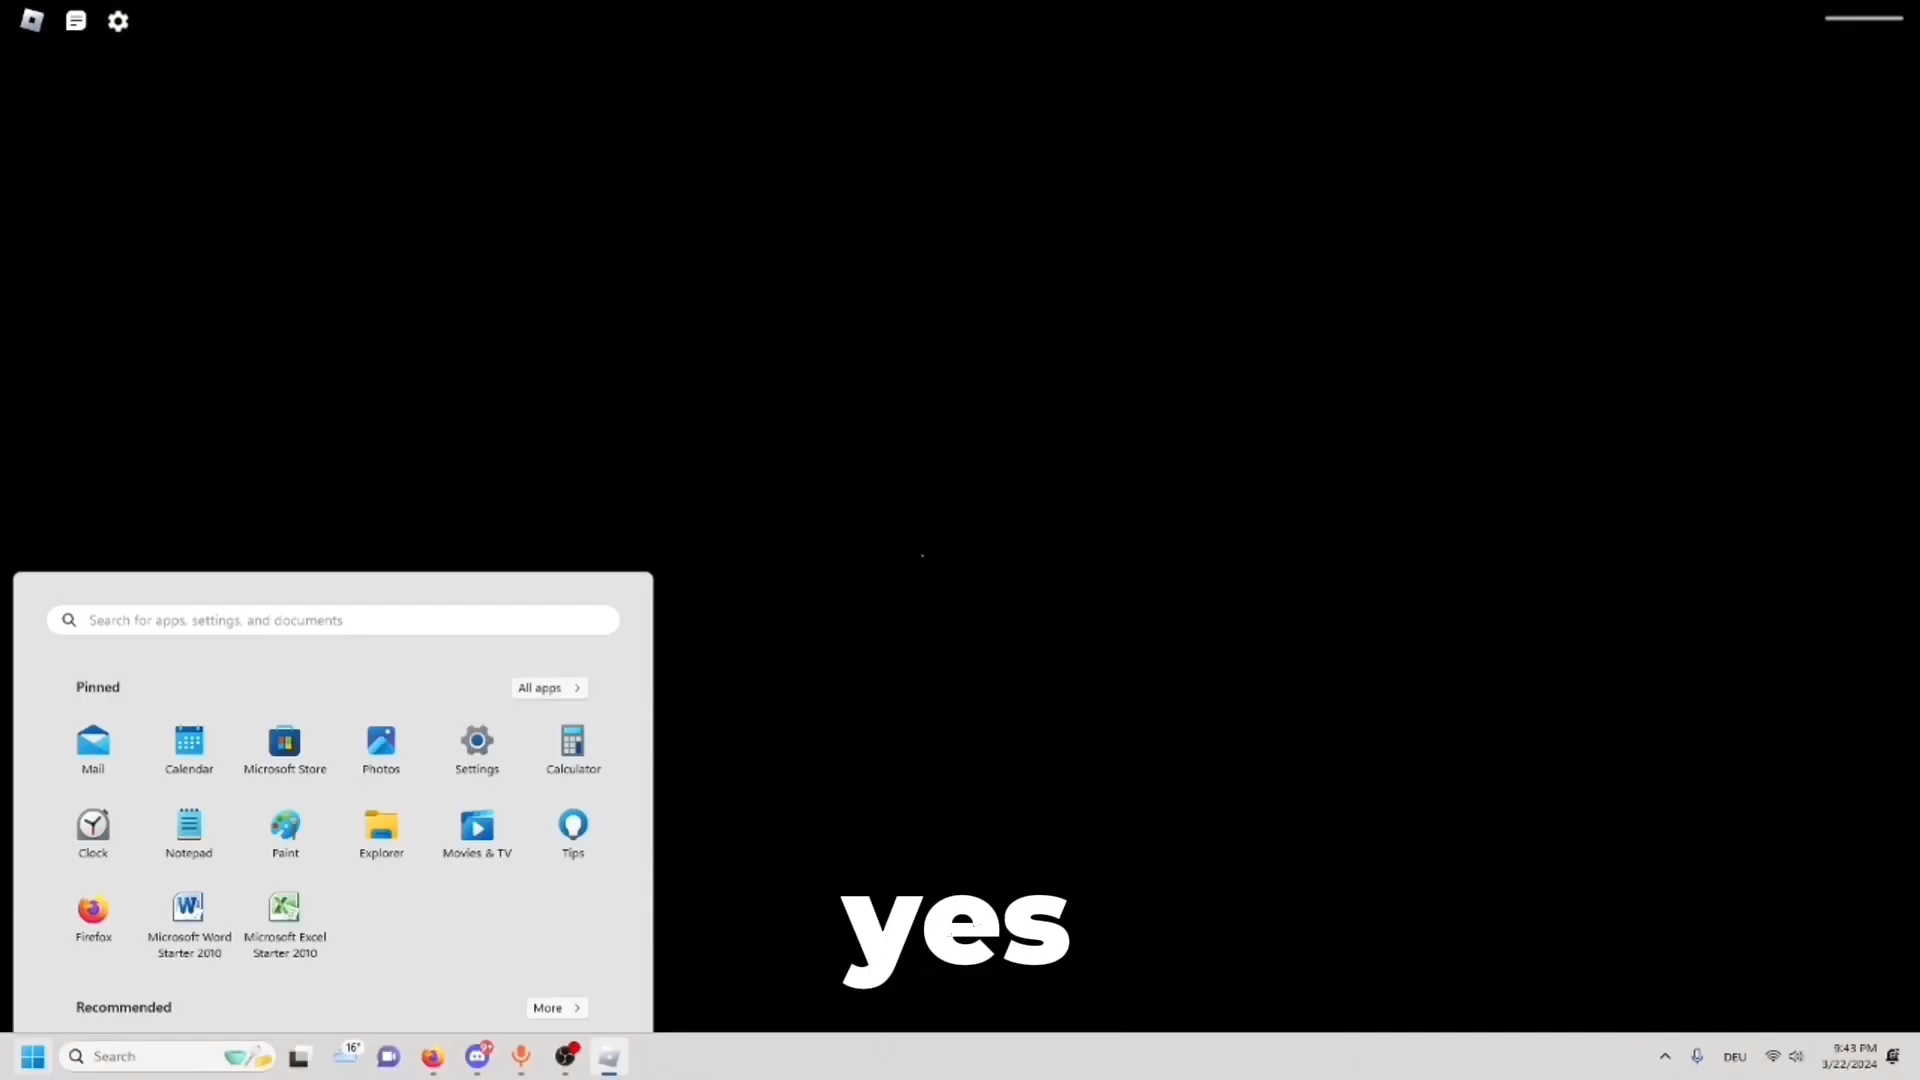 Search for apps, settings, and documents
Pinned
All apps
Mail
Calendar
Microsoft Store
Photos
Settings
Calculator
Clock
Notepad
Paint
Explorer
Movies & TV
Tips
Firefox
Microsoft Word
Starter 2010
Microsoft Excel
Starter 2010
yes
Recommended
More
Search
16°
9+
DEU
9:43 PM
3/22/2024